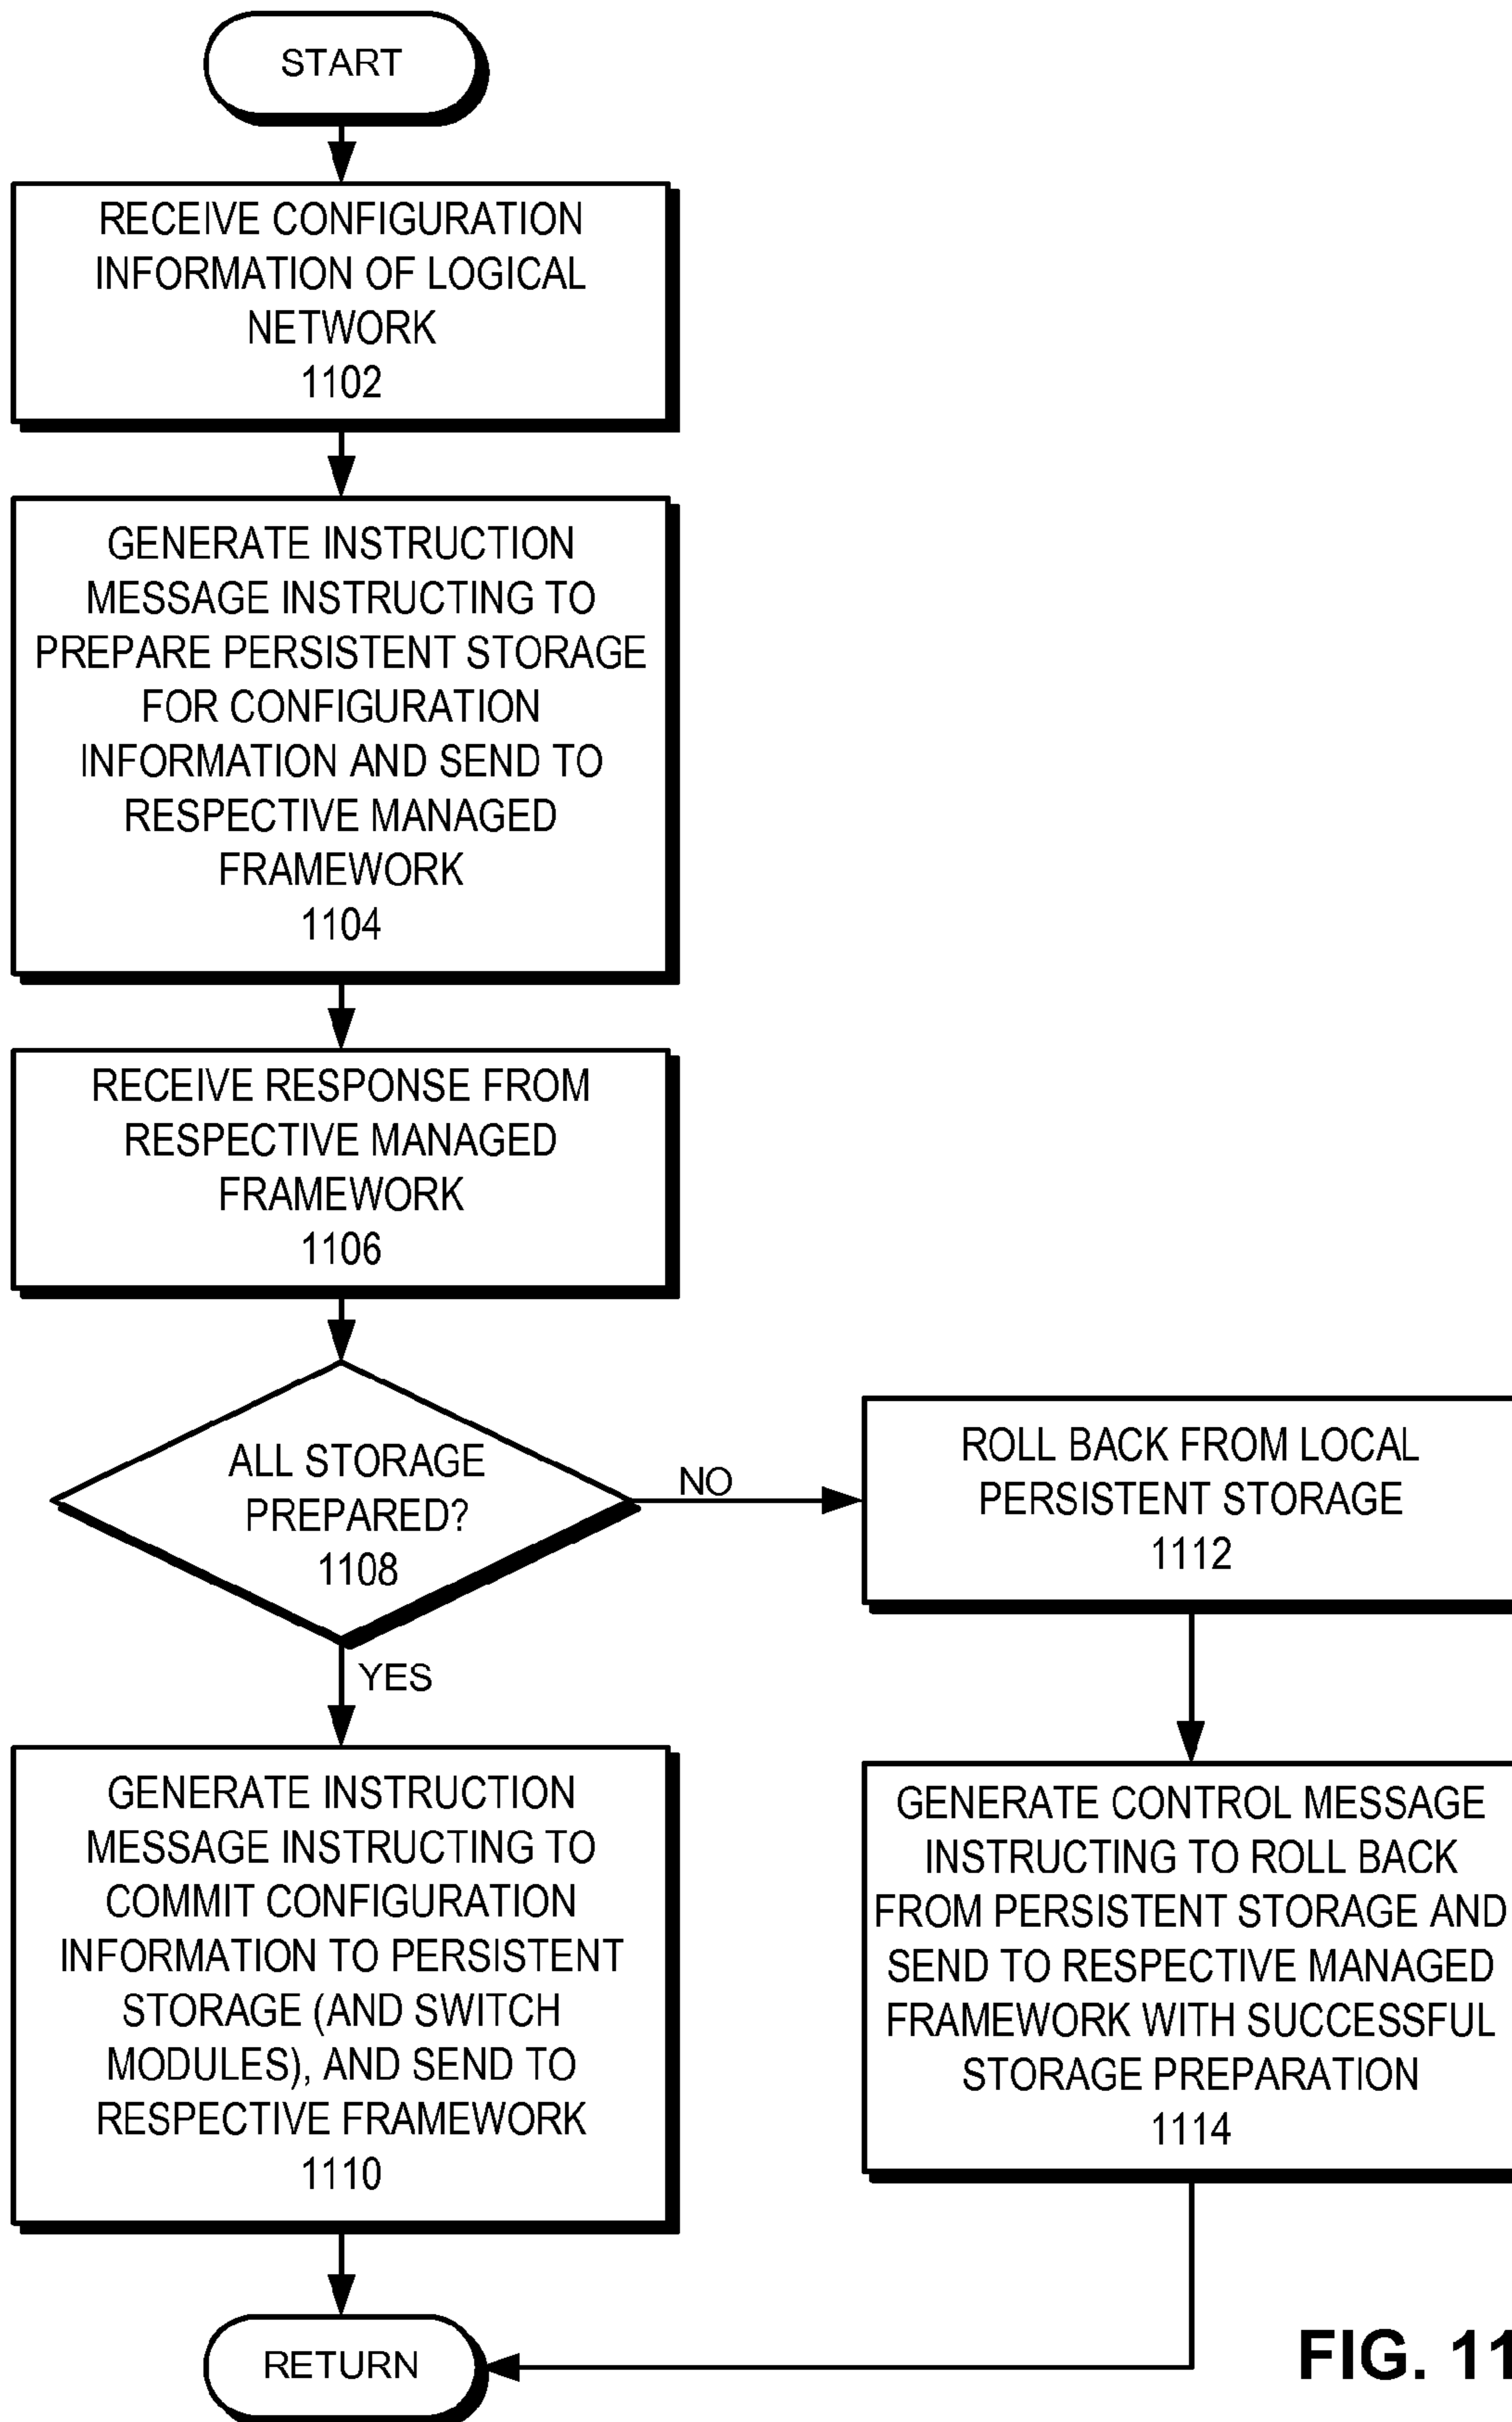 START
RECEIVE CONFIGURATION
INFORMATION OF LOGICAL
NETWORK
1102
GENERATE INSTRUCTION
MESSAGE INSTRUCTING TO
PREPARE PERSISTENT STORAGE
FOR CONFIGURATION
INFORMATION AND SEND TO
RESPECTIVE MANAGED
FRAMEWORK
1104
RECEIVE RESPONSE FROM
RESPECTIVE MANAGED
FRAMEWORK
1106
ALL STORAGE
PREPARED?
1108
NO
ROLL BACK FROM LOCAL
PERSISTENT STORAGE
1112
YES
GENERATE INSTRUCTION
MESSAGE INSTRUCTING TO
COMMIT CONFIGURATION
INFORMATION TO PERSISTENT
STORAGE (AND SWITCH
MODULES), AND SEND TO
RESPECTIVE FRAMEWORK
1110
GENERATE CONTROL MESSAGE
INSTRUCTING TO ROLL BACK
FROM PERSISTENT STORAGE AND
SEND TO RESPECTIVE MANAGED
FRAMEWORK WITH SUCCESSFUL
STORAGE PREPARATION
1114
RETURN
FIG. 11